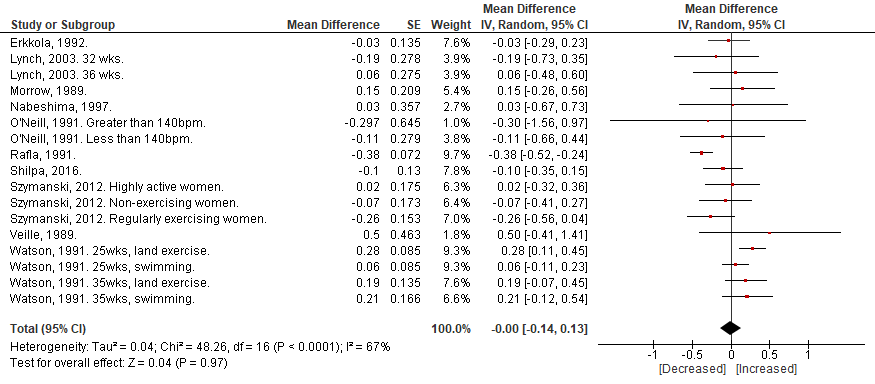 Mean Difference Mean Difference
Study or Subgroup Mean Difference SE Weight IV, Random, 95% CI IV, Random, 95% CI
Erkkola, 1992. -0.03 0.135 7.6% -0.03 [-0.29, 0.23]
Lynch, 2003. 32 wks. -0.19 0.278 3.9% -0.19 [-0.73, 0.35]
Lynch, 2003. 36 wks. 0.06 0.275 3.9% 0.06 [-0.48, 0.60]
Morrow, 1989. 0.15 0.209 5.4% 0.15 [-0.26, 0.56]
Nabeshima, 1997. 0.03 0.357 2.7% 0.03 [-0.67, 0.73]
O'Neill, 1991. Greater than 140bpm. -0.297 0.645 1.0% -0.30 [-1.56, 0.97]
O'Neill, 1991. Less than 140bpm. -0.11 0.279 3.8% -0.11 [-0.66, 0.44]
Rafla, 1991. -0.38 0.072 9.7% -0.38 [-0.52, -0.24]
Shilpa, 2016. -0.1 0.13 7.8% -0.10 [-0.35, 0.15]
Szymanski, 2012. Highly active women. 0.02 0.175 6.3% 0.02 [-0.32, 0.36]
Szymanski, 2012. Non-exercising women. -0.07 0.173 6.4% -0.07 [-0.41, 0.27]
Szymanski, 2012. Regularly exercising women. -0.26 0.153 7.0% -0.26 [-0.56, 0.04]
Veille, 1989. 0.5 0.463 1.8% 0.50 [-0.41, 1.41]
Watson, 1991. 25wks, land exercise. 0.28 0.085 9.3% 0.28 [0.11, 0.45]
Watson, 1991. 25wks, swimming. 0.06 0.085 9.3% 0.06 [-0.11, 0.23]
Watson, 1991. 35wks, land exercise. 0.19 0.135 7.6% 0.19 [-0.07, 0.45]
Watson, 1991. 35wks, swimming. 0.21 0.166 6.6% 0.21 [-0.12, 0.54]
Total (95% CI) 100.0% -0.00 [-0.14, 0.13]
Heterogeneity: Tau² = 0.04; Chi² = 48.26, df = 16 (P < 0.0001); I² = 67%
Test for overall effect: Z = 0.04 (P = 0.97)
-1 -0.5 0 0.5 1
[Decreased] [Increased]